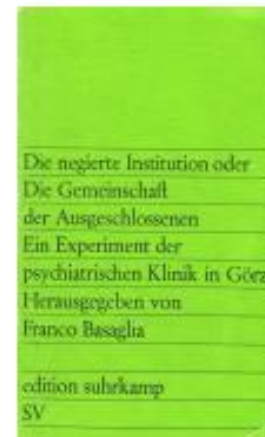 Die negierte Institution oder
Die Gemeinschaft
der Ausgeschlossenen
Ein Experiment der
psychiatrischen Klinik in Görz
Herausgegeben von
Franco Basaglia
edition suhrkamp
SV